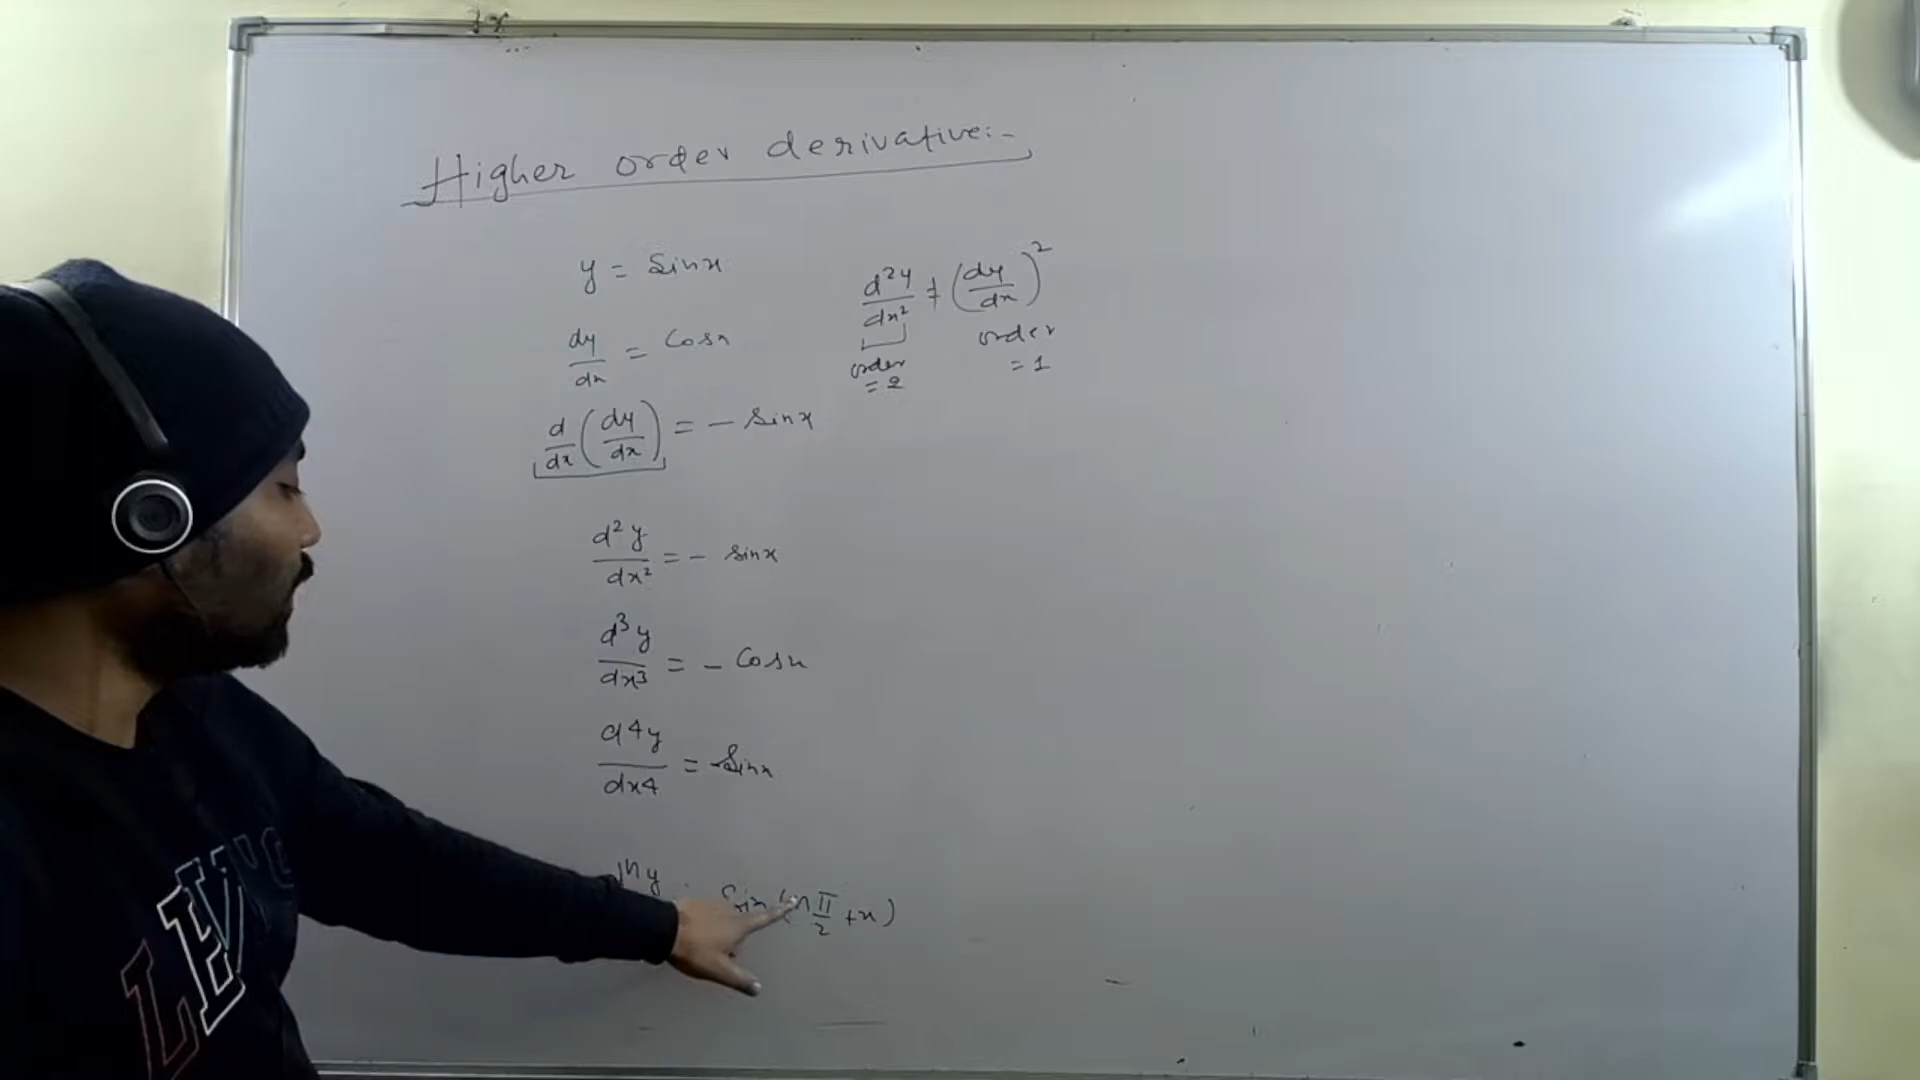 Higher order derivative:-
y = Sinx
dy/dx = Cosx
d/dx (dy/dx) = - Sinx
d²y/dx² = - Sinx
d³y/dx³ = - Cosx
d⁴y/dx⁴ = Sinx
dⁿy Sin (nπ/2 + x)
d²y/dx² ≠ (dy/dx)²
order = 2
order = 1
LEVI'S